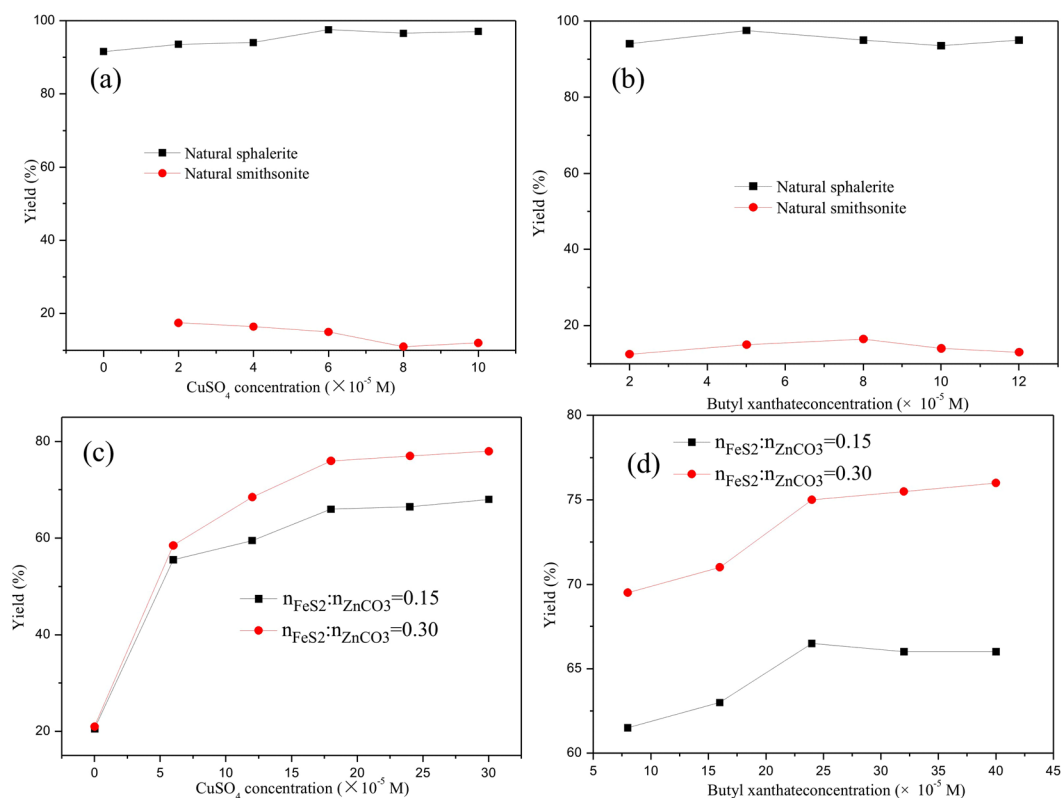 100
80
60
40
20
Yield (%)
(a)
Natural sphalerite
Natural smithsonite
0 2 4 6 8 10
CuSO4 concentration (×10-5 M)
100
80
60
40
20
Yield (%)
(b)
Natural sphalerite
Natural smithsonite
2 4 6 8 10 12
Butyl xanthateconcentration (× 10-5 M)
80
60
40
20
Yield (%)
(c)
nFeS2:nZnCO3=0.15
nFeS2:nZnCO3=0.30
0 5 10 15 20 25 30
CuSO4 concentration (×10-5 M)
80
75
70
65
60
Yield (%)
(d)
nFeS2:nZnCO3=0.15
nFeS2:nZnCO3=0.30
5 10 15 20 25 30 35 40 45
Butyl xanthateconcentration (× 10-5 M)